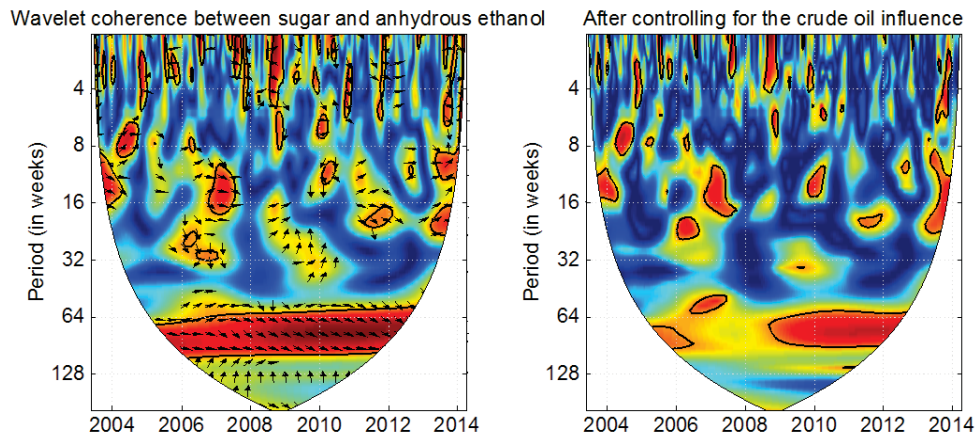 Wavelet coherence between sugar and anhydrous ethanol
After controlling for the crude oil influence
Period (in weeks)
4
8
16
32
64
128
2004 2006 2008 2010 2012 2014
Period (in weeks)
4
8
16
32
64
128
2004 2006 2008 2010 2012 2014